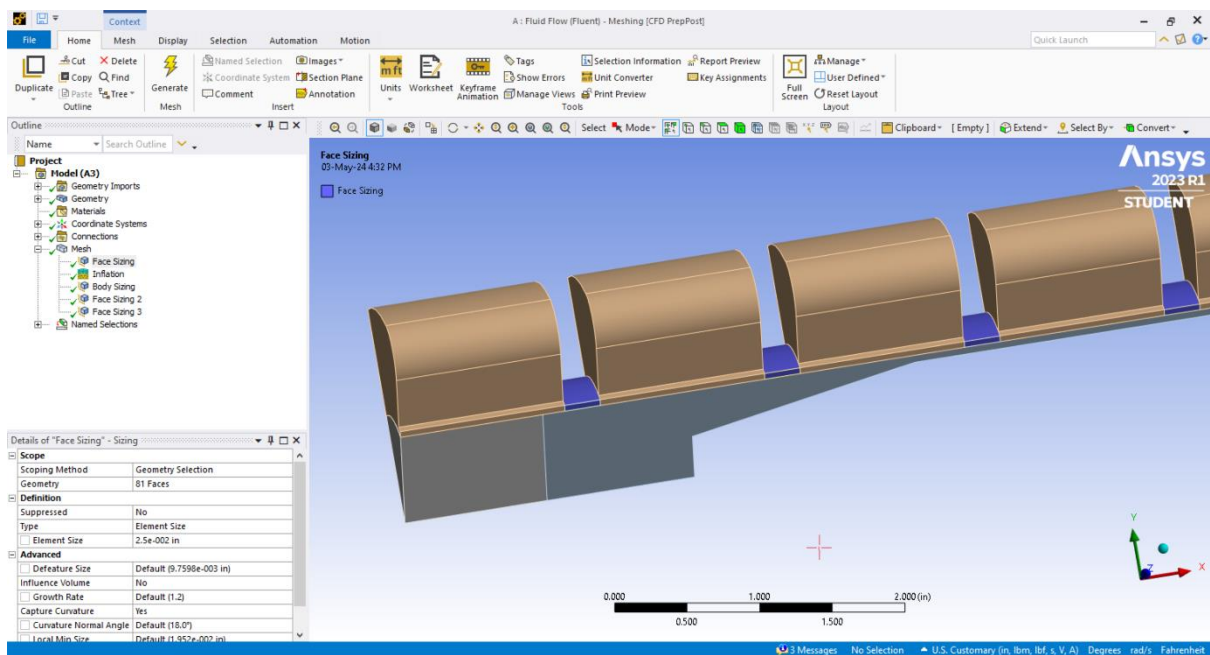 Context
A : Fluid Flow (Fluent) - Meshing [CFD PrepPost]
File Home Mesh Display Selection Automation Motion
Quick Launch
Duplicate
Cut
Copy
Paste
Delete
Find
Tree
Outline
Generate
Mesh
Named Selection
Coordinate System
Comment
Images
Section Plane
Annotation
Insert
Units
Worksheet
Keyframe
Animation
Tags
Show Errors
Manage Views
Selection Information
Unit Converter
Print Preview
Report Preview
Key Assignments
Tools
Full
Screen
Manage
User Defined
Reset Layout
Layout
Outline
Select Mode Clipboard [Empty] Extend Select By Convert
Name Search Outline
Project
Model (A3)
Geometry Imports
Geometry
Materials
Coordinate Systems
Connections
Mesh
Face Sizing
Inflation
Body Sizing
Face Sizing 2
Face Sizing 3
Named Selections
Face Sizing
03-May-24 4:32 PM
Face Sizing
Ansys
2023 R1
STUDENT
Details of "Face Sizing" - Sizing
Scope
Scoping Method Geometry Selection
Geometry 81 Faces
Definition
Suppressed No
Type Element Size
Element Size 2.5e-002 in
Advanced
Defeature Size Default (9.7598e-003 in)
Influence Volume No
Growth Rate Default (1.2)
Capture Curvature Yes
Curvature Normal Angle Default (18.0°)
Local Min Size Default (1.952e-002 in)
0.000 1.000 2.000 (in)
0.500 1.500
Y
Z
X
3 Messages No Selection U.S. Customary (in, lbm, lbf, s, V, A) Degrees rad/s Fahrenheit